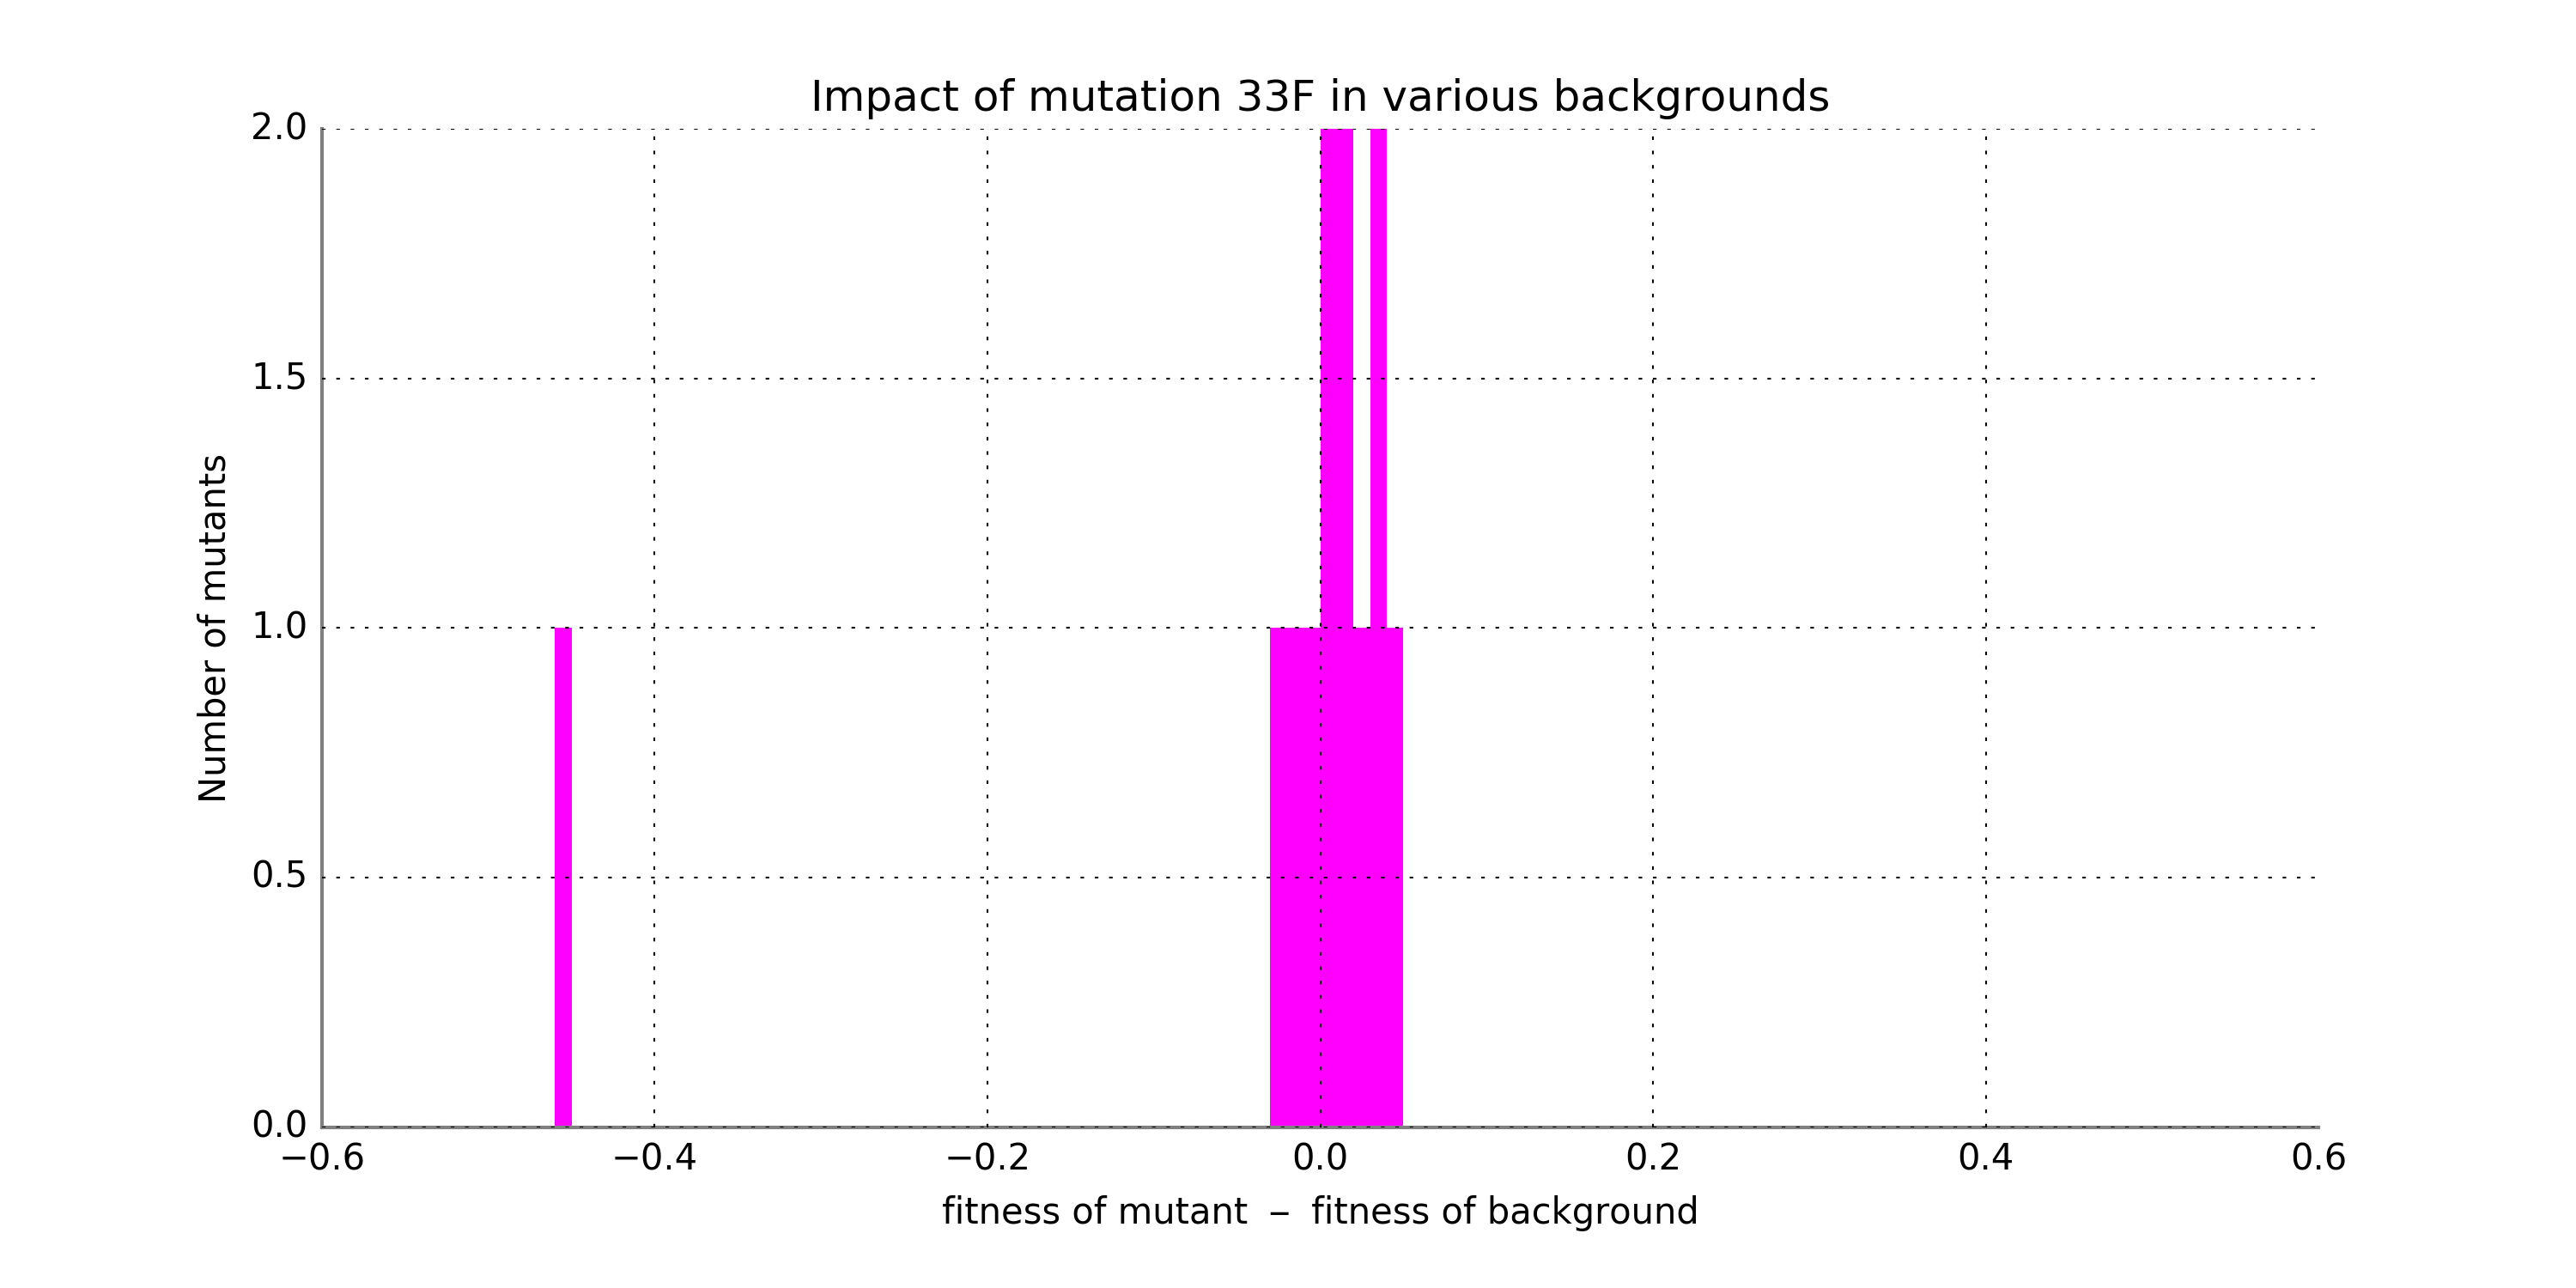 Impact of mutation 33F in various backgrounds
2.0
1.5
1.0
0.5
0.0
Number of mutants
−0.6 −0.4 −0.2 0.0 0.2 0.4 0.6
fitness of mutant − fitness of background